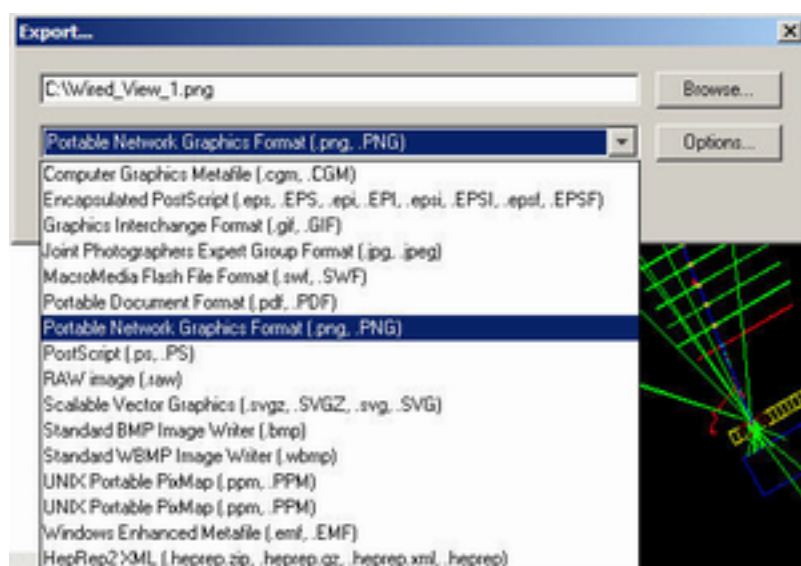 Export...
C:\Wired_View_1.png
Browse...
Portable Network Graphics Format (.png, .PNG)
Options...
Computer Graphics Metafile (.cgm, .CGM)
Encapsulated PostScript (.eps, .EPS, .epi, .EPI, .epsi, .EPSI, .epsf, .EPSF)
Graphics Interchange Format (.gif, .GIF)
Joint Photographers Expert Group Format (.jpg, .jpeg)
MacroMedia Flash File Format (.swf, .SWF)
Portable Document Format (.pdf, .PDF)
Portable Network Graphics Format (.png, .PNG)
PostScript (.ps, .PS)
RAW image (.raw)
Scalable Vector Graphics (.svgz, .SVGZ, .svg, .SVG)
Standard BMP Image Writer (.bmp)
Standard WBMP Image Writer (.wbmp)
UNIX Portable PixMap (.ppm, .PPM)
UNIX Portable PixMap (.ppm, .PPM)
Windows Enhanced Metafile (.emf, .EMF)
HepRep2 XML (.heprep.zip, .heprep.gz, .heprep.xml, .heprep)